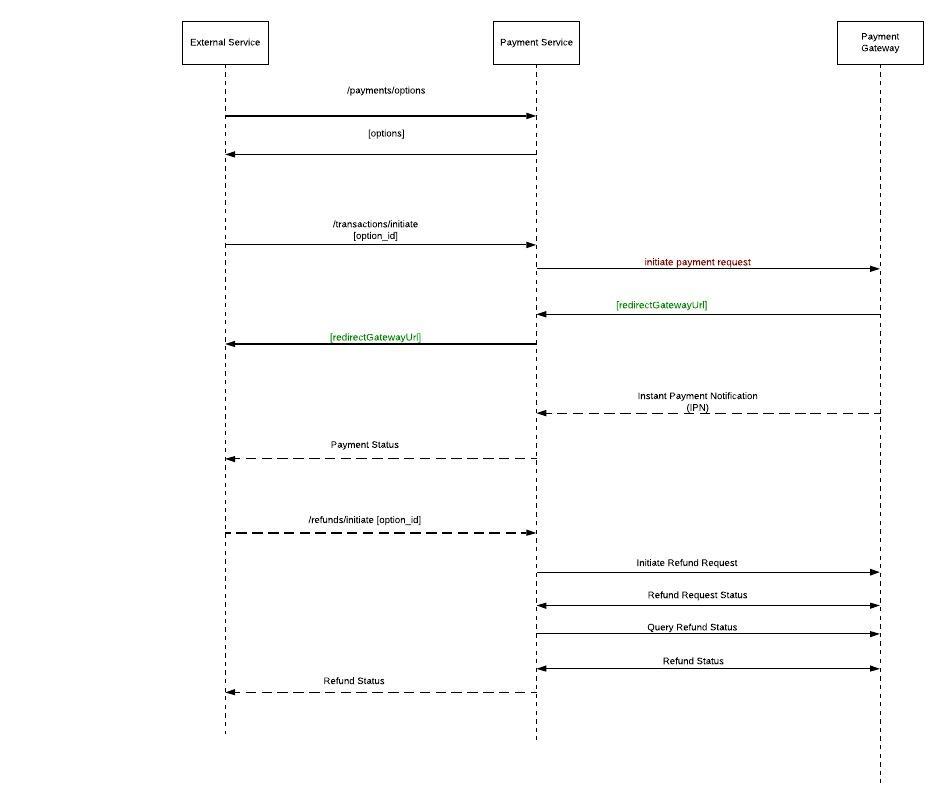 External Service
Payment Service
Payment
Gateway
/payments/options
[options]
/transactions/initiate
[option_id]
initiate payment request
[redirectGatewayUrl]
[redirectGatewayUrl]
Instant Payment Notification
(IPN)
Payment Status
/refunds/initiate [option_id]
Initiate Refund Request
Refund Request Status
Query Refund Status
Refund Status
Refund Status